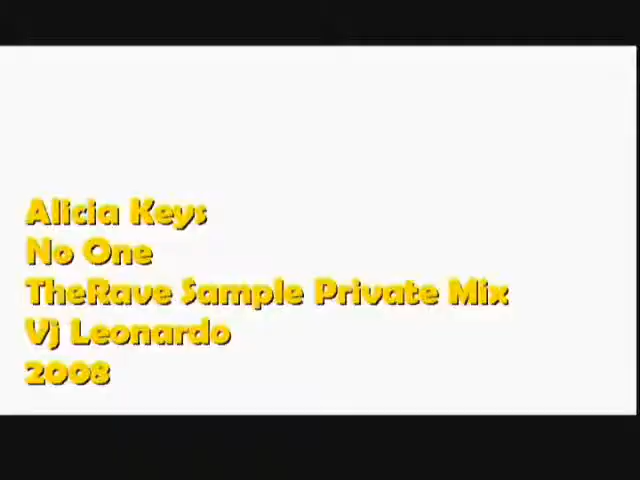 Alicia Keys
No One
TheRave Sample Private Mix
Vj Leonardo
2008